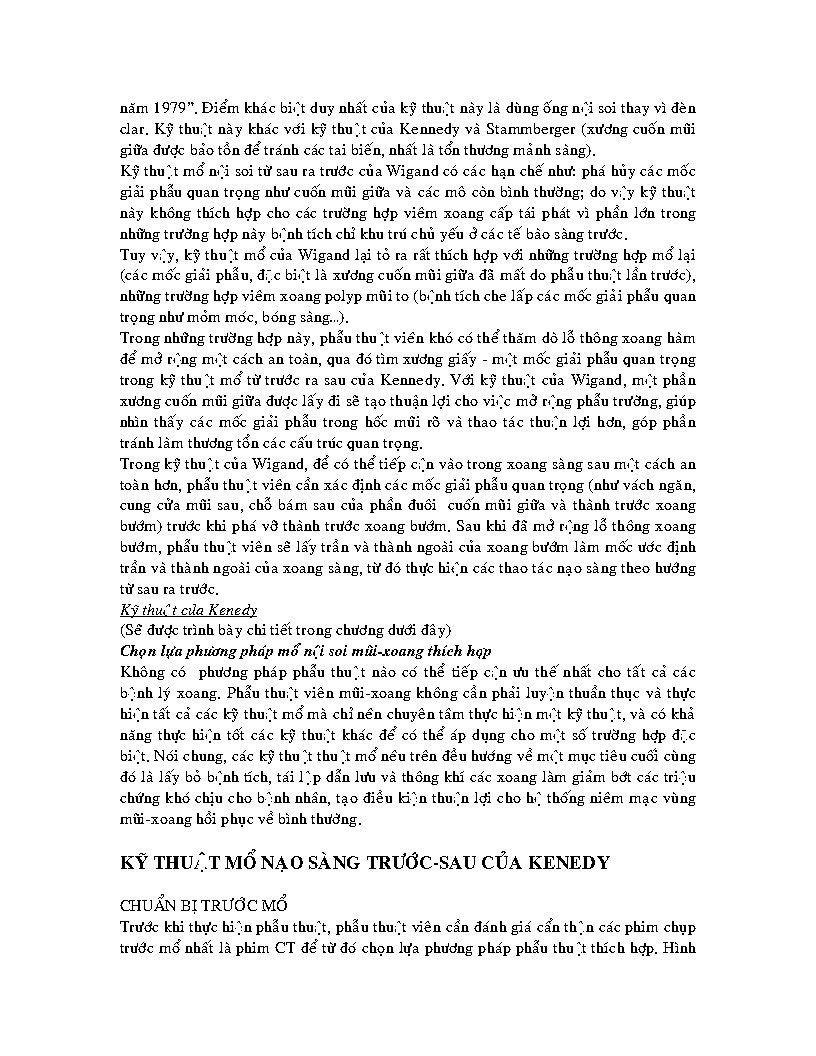 năm 1979”. Điểm khác biệt duy nhất của kỹ thuật này là dùng ống nội soi thay vì đèn
clar. Kỹ thuật này khác với kỹ thuật của Kennedy và Stammberger (xương cuốn mũi
giữa được bảo tồn để tránh các tai biến, nhất là tổn thương mảnh sàng).
Kỹ thuật mổ nội soi từ sau ra trước của Wigand có các hạn chế như: phá hủy các mốc
giải phẫu quan trọng như cuốn mũi giữa và các mô còn bình thường; do vậy kỹ thuật
này không thích hợp cho các trường hợp viêm xoang cấp tái phát vì phần lớn trong
những trường hợp này bệnh tích chỉ khu trú chủ yếu ở các tế bào sàng trước.
Tuy vậy, kỹ thuật mổ của Wigand lại tỏ ra rất thích hợp với những trường hợp mổ lại
(các mốc giải phẫu, đặc biệt là xương cuốn mũi giữa đã mất do phẫu thuật lần trước),
những trường hợp viêm xoang polyp mũi to (bệnh tích che lấp các mốc giải phẫu quan
trọng như mỏm móc, bóng sàng...).
Trong những trường hợp này, phẫu thuật viên khó có thể thăm dò lỗ thông xoang hàm
để mở rộng một cách an toàn, qua đó tìm xương giấy - một mốc giải phẫu quan trọng
trong kỹ thuật mổ từ trước ra sau của Kennedy. Với kỹ thuật của Wigand, một phần
xương cuốn mũi giữa được lấy đi sẽ tạo thuận lợi cho việc mở rộng phẫu trường, giúp
nhìn thấy các mốc giải phẫu trong hốc mũi rõ và thao tác thuận lợi hơn, góp phần
tránh làm thương tổn các cấu trúc quan trọng.
Trong kỹ thuật của Wigand, để có thể tiếp cận vào trong xoang sàng sau một cách an
toàn hơn, phẫu thuật viên cần xác định các mốc giải phẫu quan trọng (như vách ngăn,
cung cửa mũi sau, chỗ bám sau của phần đuôi cuốn mũi giữa và thành trước xoang
bướm) trước khi phá vỡ thành trước xoang bướm. Sau khi đã mở rộng lỗ thông xoang
bướm, phẫu thuật viên sẽ lấy trần và thành ngoài của xoang bướm làm mốc ước định
trần và thành ngoài của xoang sàng, từ đó thực hiện các thao tác nạo sàng theo hướng
từ sau ra trước.
Kỹ thuật của Kenedy
(Sẽ được trình bày chi tiết trong chương dưới đây)
Chọn lựa phương pháp mổ nội soi mũi-xoang thích hợp
Không có phương pháp phẫu thuật nào có thể tiếp cận ưu thế nhất cho tất cả các
bệnh lý xoang. Phẫu thuật viên mũi-xoang không cần phải luyện thuần thục và thực
hiện tất cả các kỹ thuật mổ mà chỉ nên chuyên tâm thực hiện một kỹ thuật, và có khả
năng thực hiện tốt các kỹ thuật khác để có thể áp dụng cho một số trường hợp đặc
biệt. Nói chung, các kỹ thuật thuật mổ nêu trên đều hướng về một mục tiêu cuối cùng
đó là lấy bỏ bệnh tích, tái lập dẫn lưu và thông khí các xoang làm giảm bớt các triệu
chứng khó chịu cho bệnh nhân, tạo điều kiện thuận lợi cho hệ thống niêm mạc vùng
mũi-xoang hồi phục về bình thường.
KỸ THUẬT MỔ NẠO SÀNG TRƯỚC-SAU CỦA KENEDY
CHUẨN BỊ TRƯỚC MỔ
Trước khi thực hiện phẫu thuật, phẫu thuật viên cần đánh giá cẩn thận các phim chụp
trước mổ nhất là phim CT để từ đó chọn lựa phương pháp phẫu thuật thích hợp. Hình